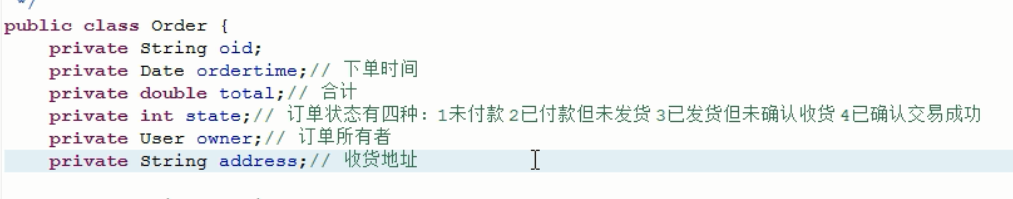 */
public class Order {
    private String oid;
    private Date ordertime;// 下单时间
    private double total;// 合计
    private int state;// 订单状态有四种：1未付款 2已付款但未发货 3已发货但未确认收货 4已确认交易成功
    private User owner;// 订单所有者
    private String address;// 收货地址